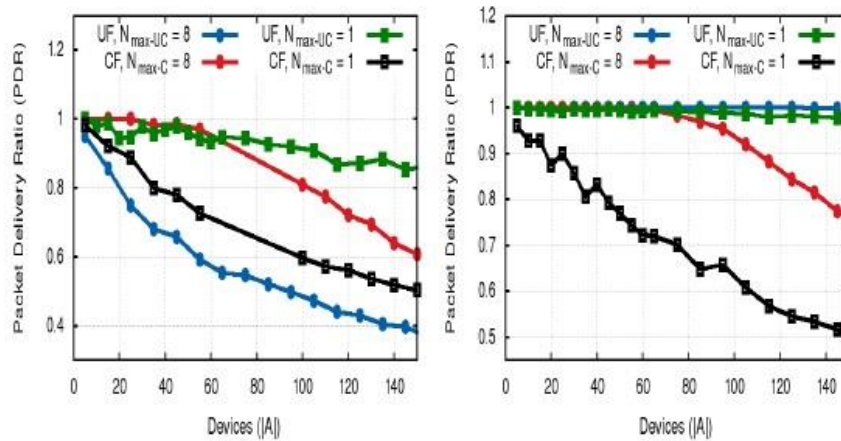 UF, Nmax-UC = 8
UF, Nmax-UC = 1
CF, Nmax-C = 8
CF, Nmax-C = 1
Packet Delivery Ratio (PDR)
1.2
1
0.8
0.6
0.4
0 20 40 60 80 100 120 140
Devices (|A|)
UF, Nmax-UC = 8
UF, Nmax-UC = 1
CF, Nmax-C = 8
CF, Nmax-C = 1
Packet Delivery Ratio (PDR)
1.2
1.1
1
0.9
0.8
0.7
0.6
0.5
0 20 40 60 80 100 120 140
Devices (|A|)